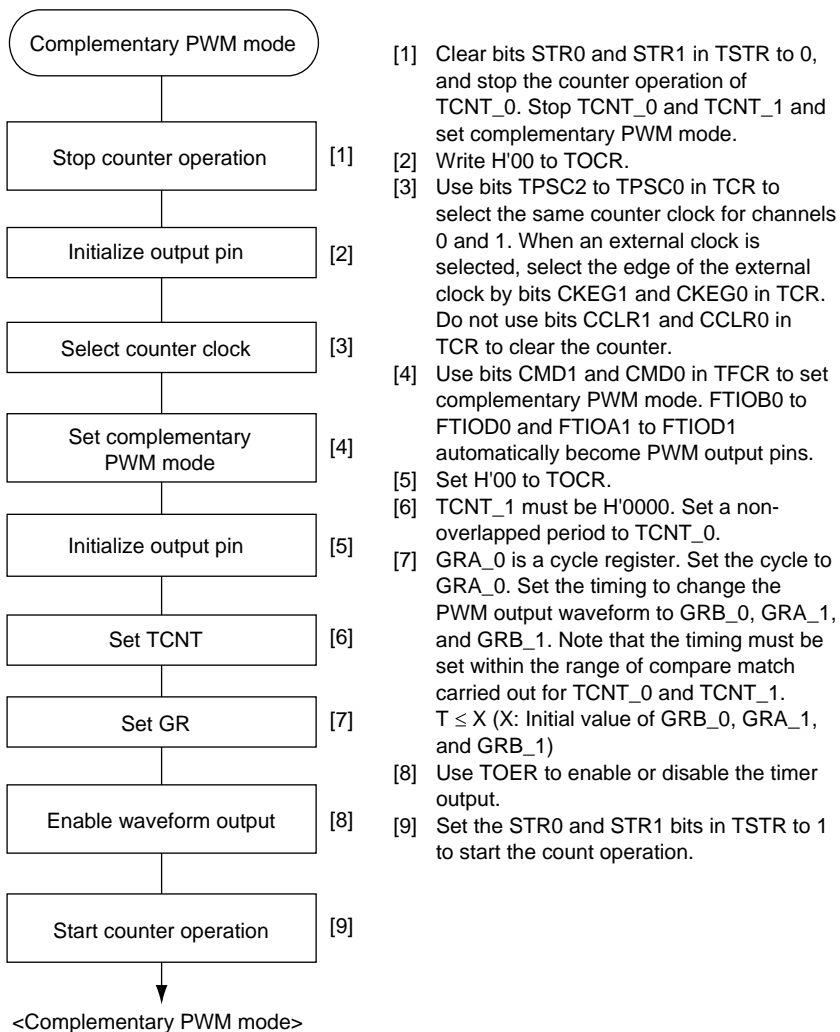 Complementary PWM mode
Stop counter operation [1]
Initialize output pin [2]
Select counter clock [3]
Set complementary
PWM mode [4]
Initialize output pin [5]
Set TCNT [6]
Set GR [7]
Enable waveform output [8]
Start counter operation [9]
<Complementary PWM mode>
[1] Clear bits STR0 and STR1 in TSTR to 0,
and stop the counter operation of
TCNT_0. Stop TCNT_0 and TCNT_1 and
set complementary PWM mode.
[2] Write H'00 to TOCR.
[3] Use bits TPSC2 to TPSC0 in TCR to
select the same counter clock for channels
0 and 1. When an external clock is
selected, select the edge of the external
clock by bits CKEG1 and CKEG0 in TCR.
Do not use bits CCLR1 and CCLR0 in
TCR to clear the counter.
[4] Use bits CMD1 and CMD0 in TFCR to set
complementary PWM mode. FTIOB0 to
FTIOD0 and FTIOA1 to FTIOD1
automatically become PWM output pins.
[5] Set H'00 to TOCR.
[6] TCNT_1 must be H'0000. Set a non-
overlapped period to TCNT_0.
[7] GRA_0 is a cycle register. Set the cycle to
GRA_0. Set the timing to change the
PWM output waveform to GRB_0, GRA_1,
and GRB_1. Note that the timing must be
set within the range of compare match
carried out for TCNT_0 and TCNT_1.
T ≤ X (X: Initial value of GRB_0, GRA_1,
and GRB_1)
[8] Use TOER to enable or disable the timer
output.
[9] Set the STR0 and STR1 bits in TSTR to 1
to start the count operation.